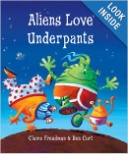 LOOK
INSIDE
Aliens Love
Underpants
Claire Freedman & Ben Cort